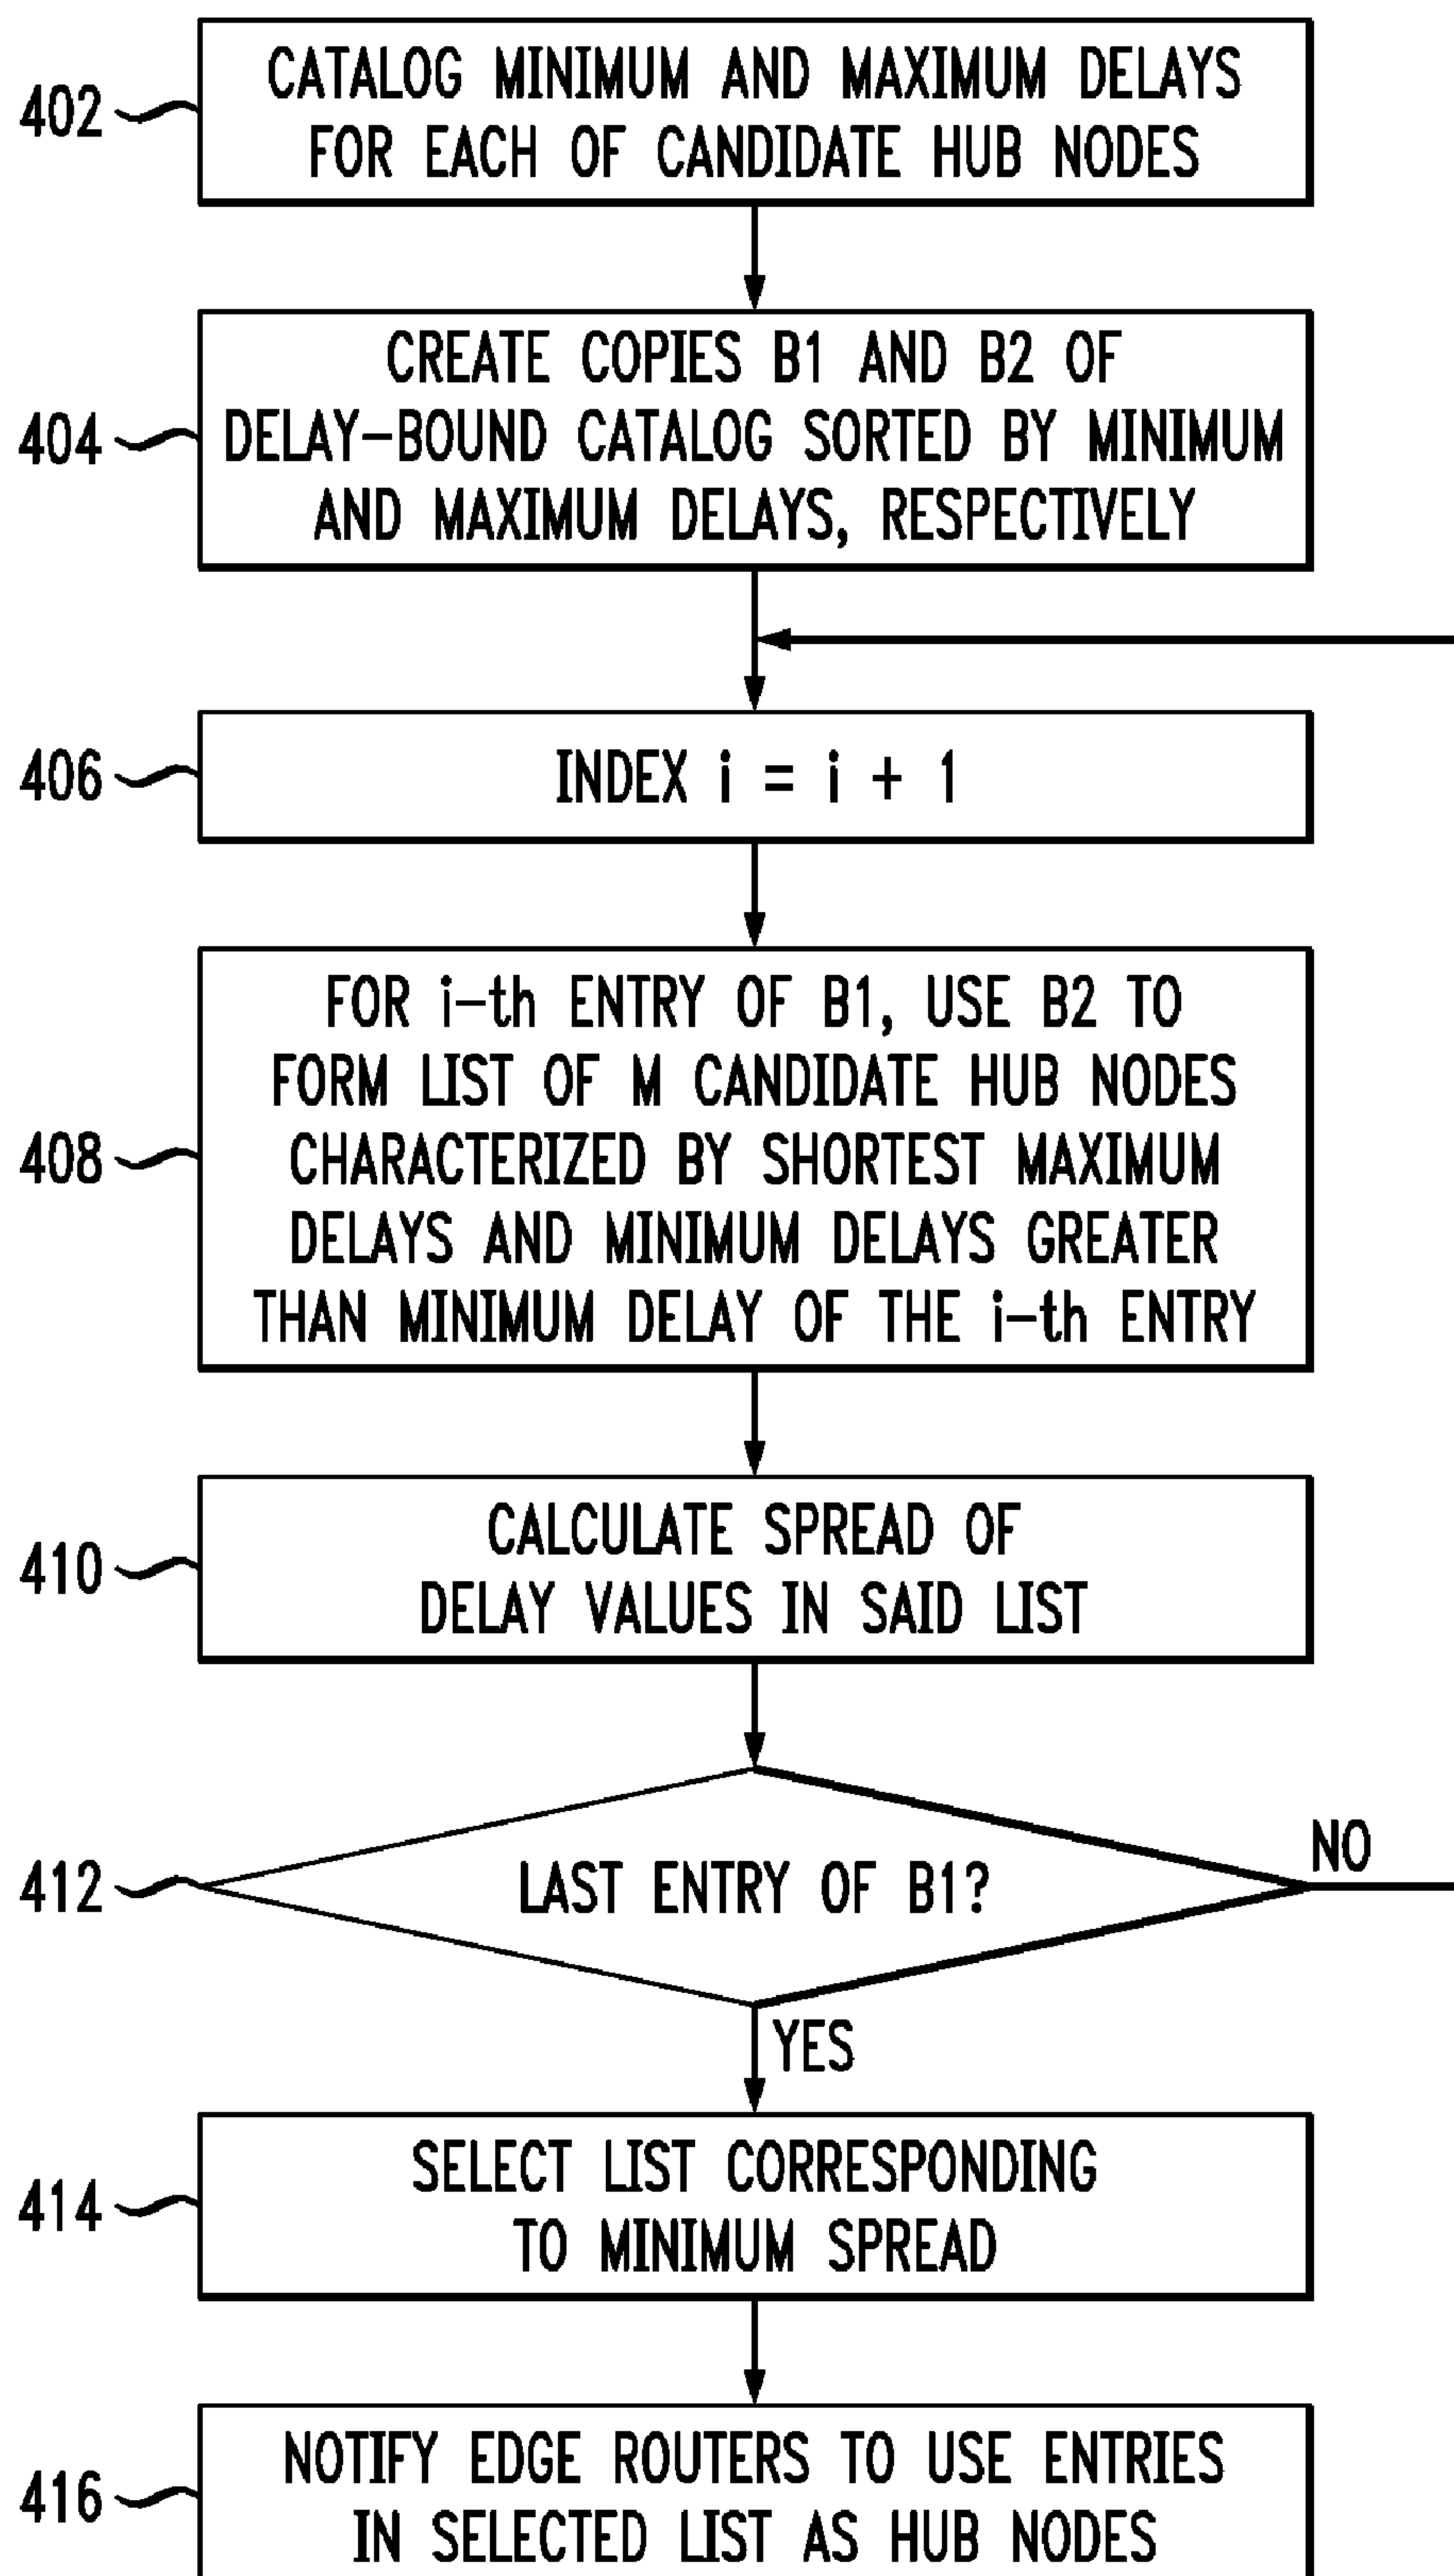 402
CATALOG MINIMUM AND MAXIMUM DELAYS
FOR EACH OF CANDIDATE HUB NODES
404
CREATE COPIES B1 AND B2 OF
DELAY-BOUND CATALOG SORTED BY MINIMUM
AND MAXIMUM DELAYS, RESPECTIVELY
406
INDEX i = i + 1
408
FOR i-th ENTRY OF B1, USE B2 TO
FORM LIST OF M CANDIDATE HUB NODES
CHARACTERIZED BY SHORTEST MAXIMUM
DELAYS AND MINIMUM DELAYS GREATER
THAN MINIMUM DELAY OF THE i-th ENTRY
410
CALCULATE SPREAD OF
DELAY VALUES IN SAID LIST
412
LAST ENTRY OF B1?
NO
YES
414
SELECT LIST CORRESPONDING
TO MINIMUM SPREAD
416
NOTIFY EDGE ROUTERS TO USE ENTRIES
IN SELECTED LIST AS HUB NODES